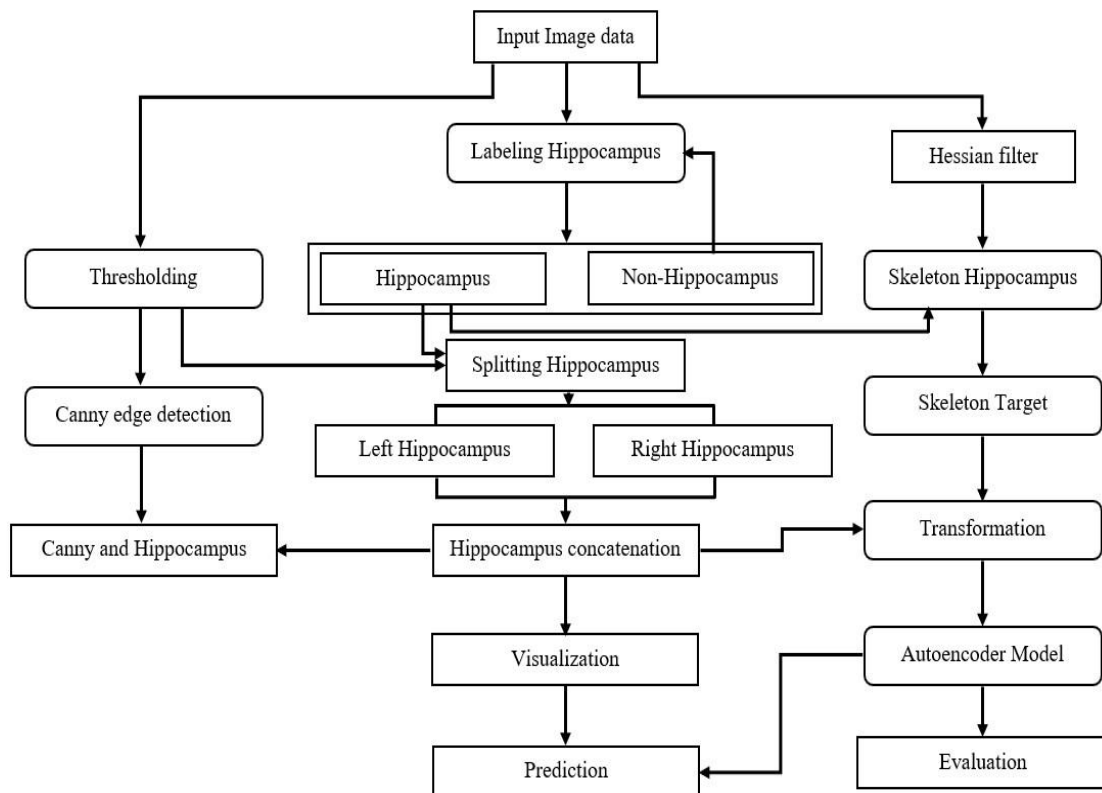 Input Image data
Labeling Hippocampus
Hessian filter
Thresholding
Hippocampus
Non-Hippocampus
Skeleton Hippocampus
Splitting Hippocampus
Canny edge detection
Skeleton Target
Left Hippocampus
Right Hippocampus
Canny and Hippocampus
Hippocampus concatenation
Transformation
Visualization
Autoencoder Model
Prediction
Evaluation